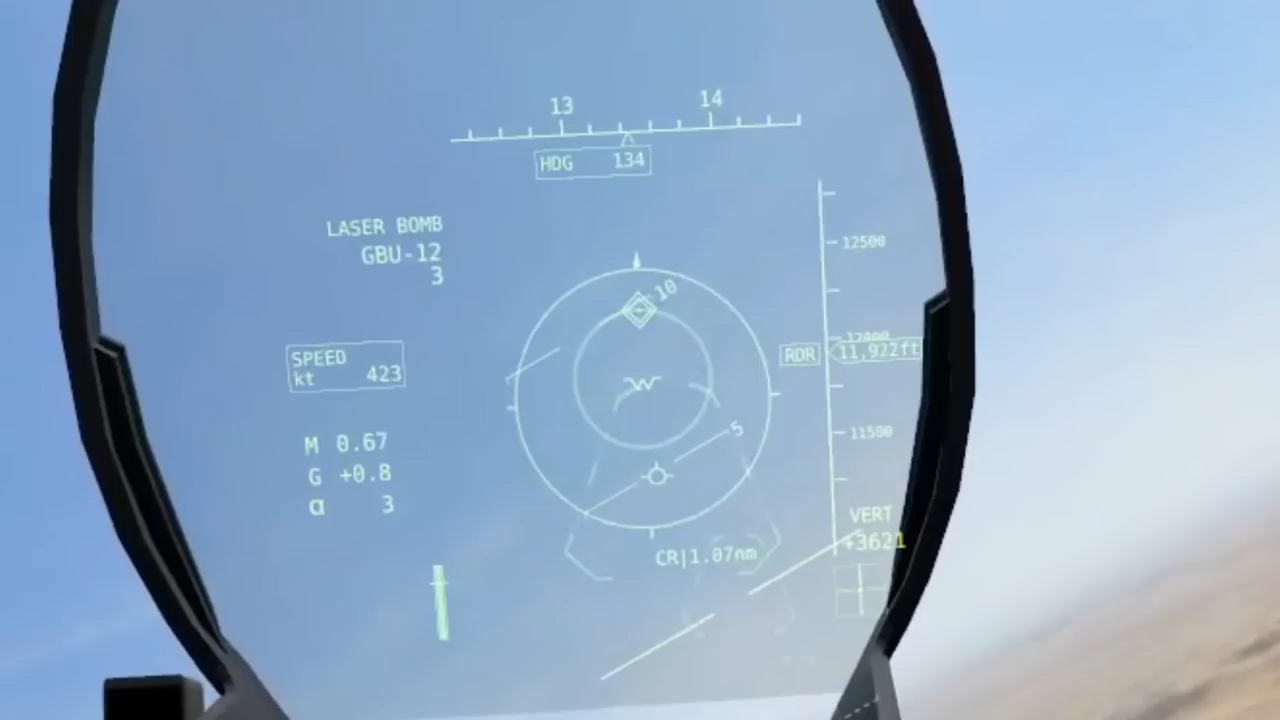 13 14
HDG 134
LASER BOMB
GBU-12
3
12500
10
12000
RDR 11,922ft
SPEED
kt 423
11500
5
M 0.67
G +0.8
α 3
VERT
+3621
CR|1.07nm